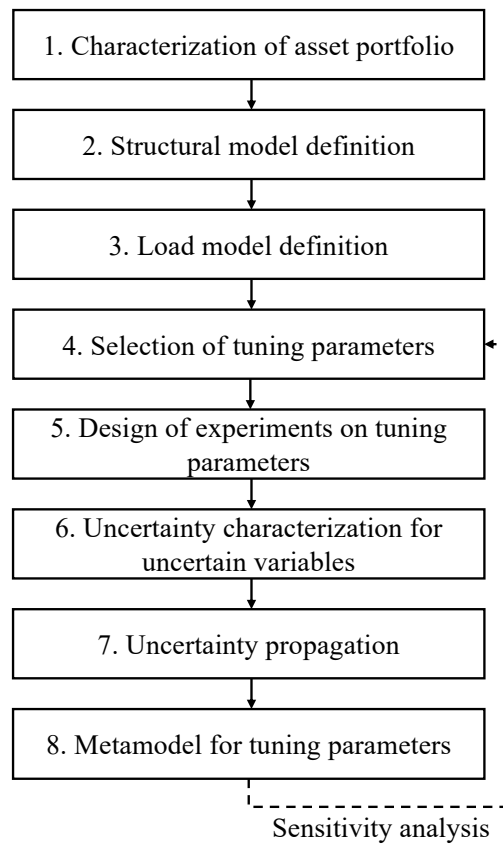 1. Characterization of asset portfolio
2. Structural model definition
3. Load model definition
4. Selection of tuning parameters
5. Design of experiments on tuning
parameters
6. Uncertainty characterization for
uncertain variables
7. Uncertainty propagation
8. Metamodel for tuning parameters
Sensitivity analysis